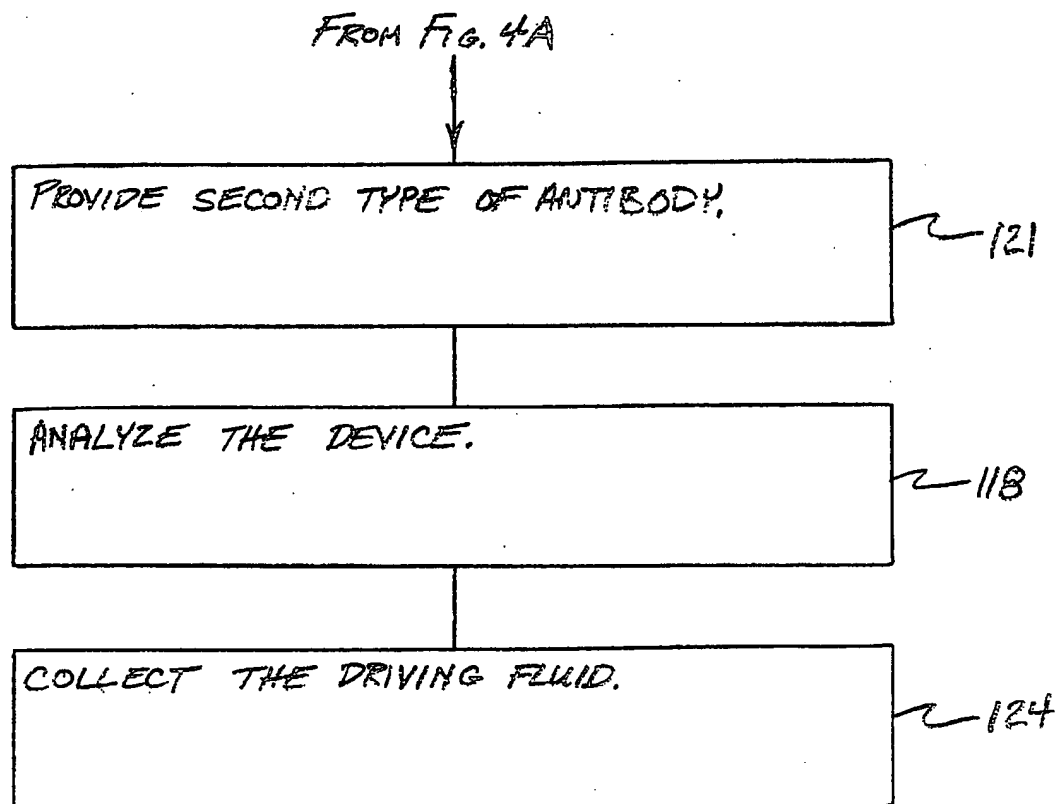 FROM FIG. 4A
PROVIDE SECOND TYPE OF ANTIBODY.
121
ANALYZE THE DEVICE.
118
COLLECT THE DRIVING FLUID.
124